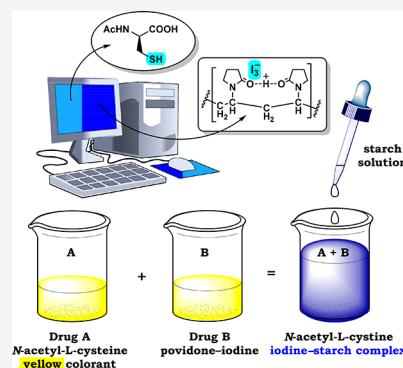 AcHN
COOH
SH
I3−
O--H--O
+
N
N
C
H2
C
H2
H
H
starch
solution
A
B
A + B
+
=
Drug A
N-acetyl-L-cysteine
yellow colorant
Drug B
povidone–iodine
N-acetyl-L-cystine
iodine–starch complex